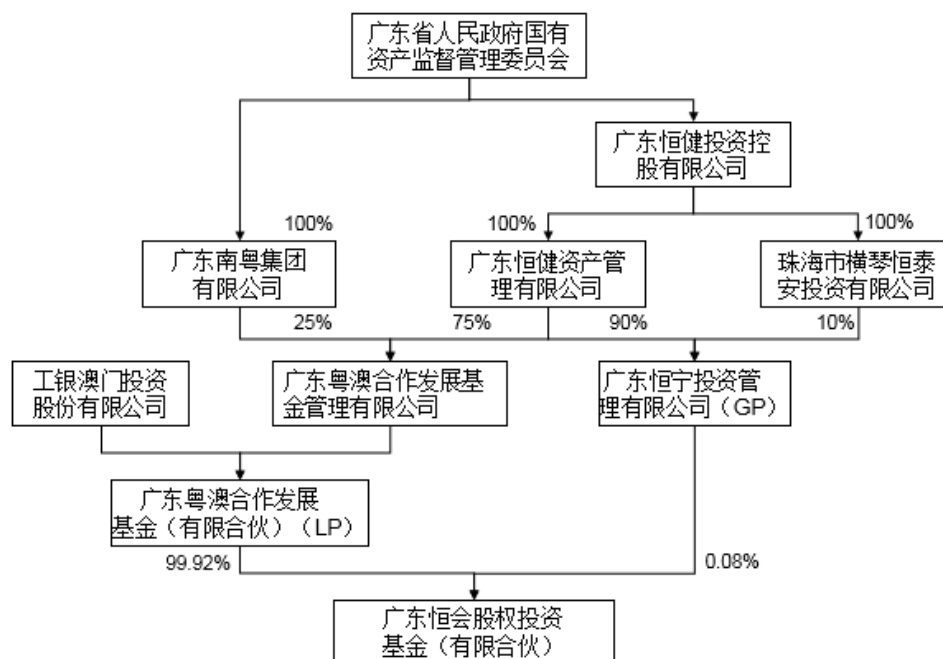 广东省人民政府国有
资产监督管理委员会
广东恒健投资控
股有限公司
100%
100%
100%
广东南粤集团
有限公司
广东恒健资产管
理有限公司
珠海市横琴恒泰
安投资有限公司
25%
75%
90%
10%
工银澳门投资
股份有限公司
广东粤澳合作发展基
金管理有限公司
广东恒宁投资管
理有限公司（GP）
广东粤澳合作发展
基金（有限合伙）（LP）
99.92%
0.08%
广东恒会股权投资
基金（有限合伙）